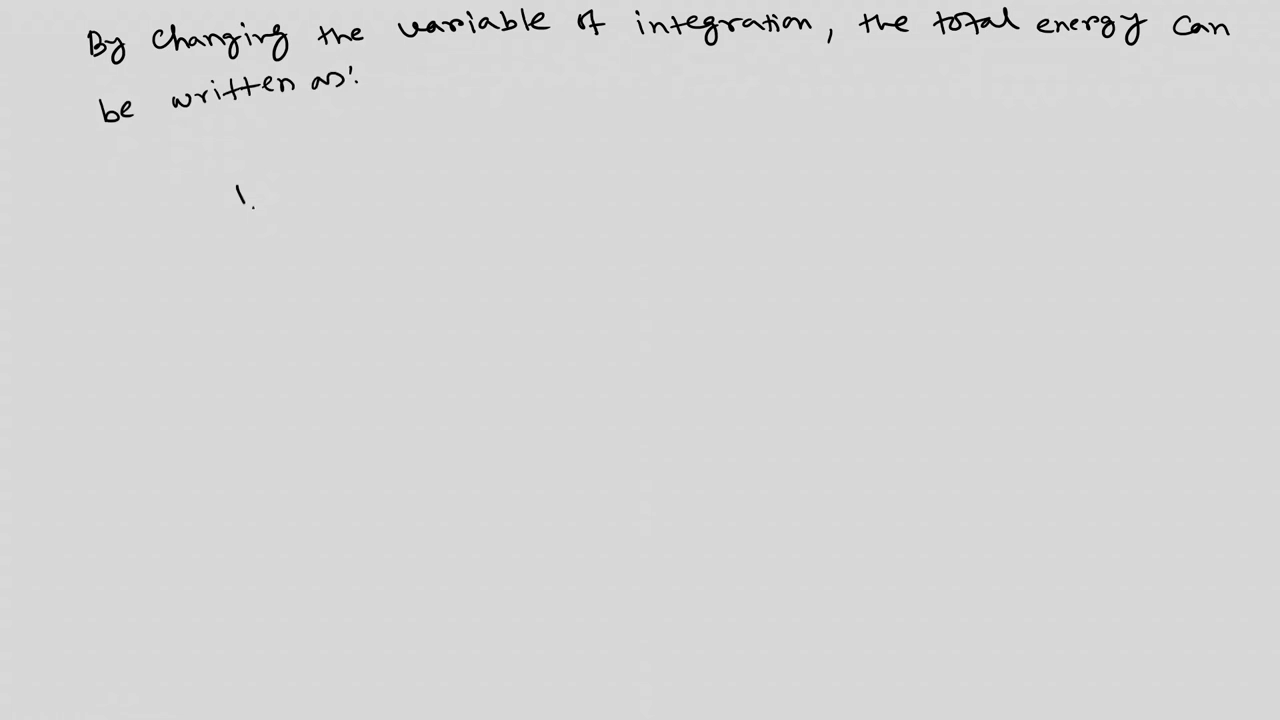 By changing the variable of integration, the total energy can
be written as: